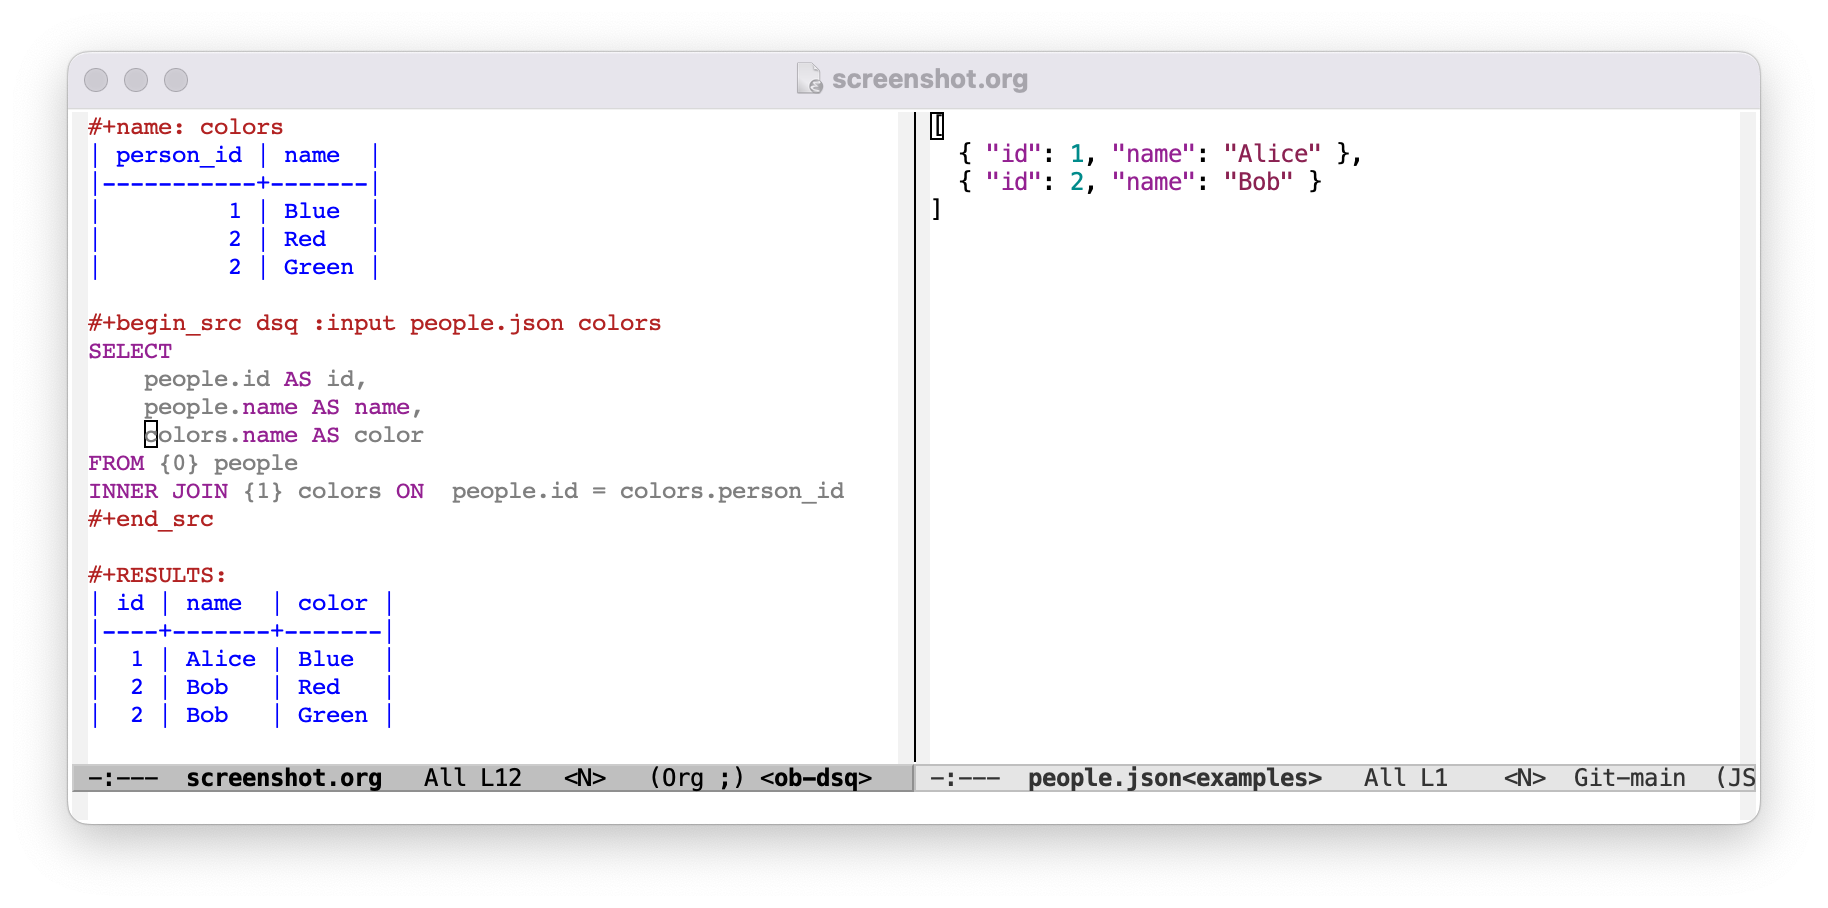 screenshot.org
#+name: colors
| person_id | name  |
|-----------+-------|
|         1 | Blue  |
|         2 | Red   |
|         2 | Green |
#+begin_src dsq :input people.json colors
SELECT
    people.id AS id,
    people.name AS name,
    colors.name AS color
FROM {0} people
INNER JOIN {1} colors ON  people.id = colors.person_id
#+end_src
#+RESULTS:
| id | name  | color |
|----+-------+-------|
|  1 | Alice | Blue  |
|  2 | Bob   | Red   |
|  2 | Bob   | Green |
-:---  screenshot.org   All L12   <N>   (Org ;) <ob-dsq>
[
  { "id": 1, "name": "Alice" },
  { "id": 2, "name": "Bob" }
]
-:---  people.json<examples>   All L1    <N>  Git-main  (JS